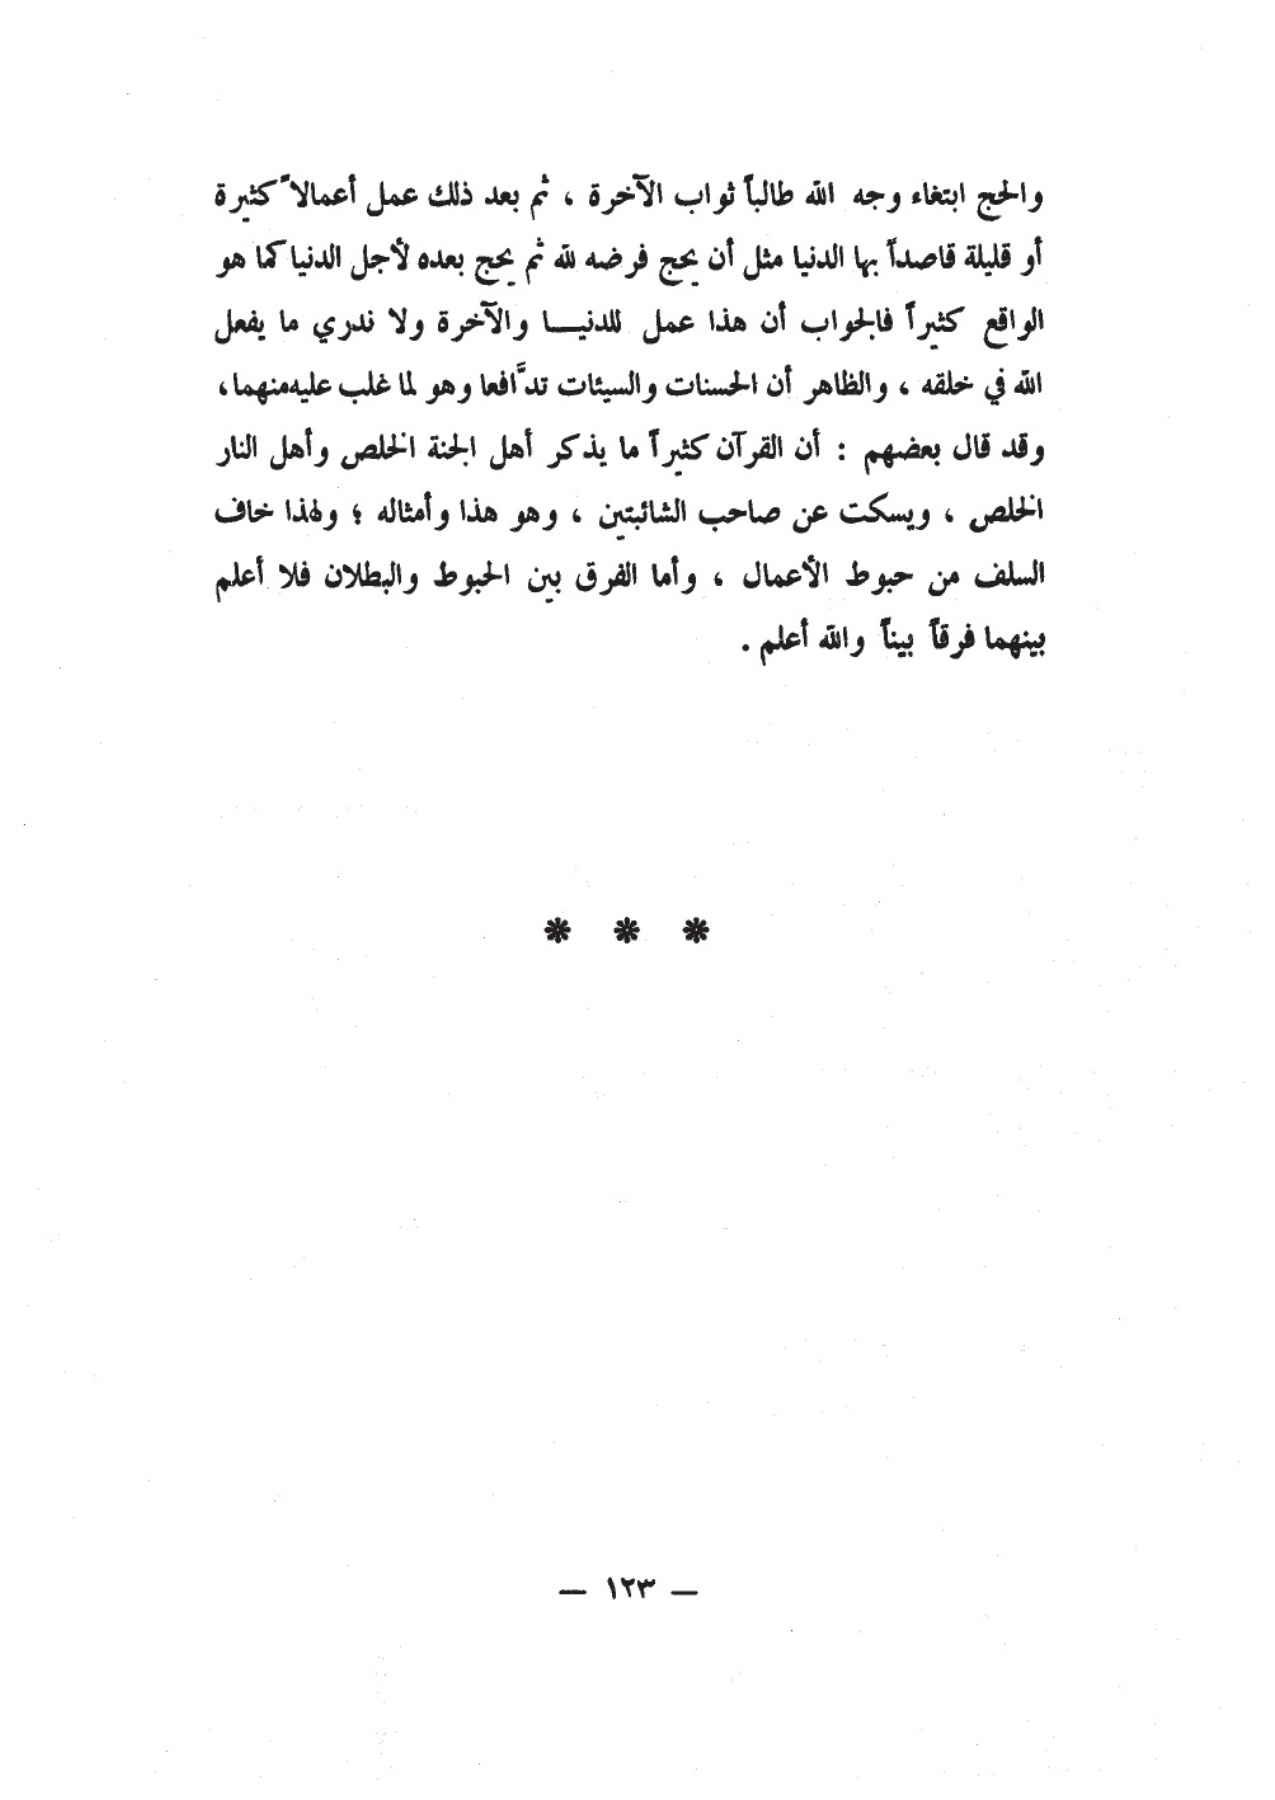 والحج ابتغاء وجه الله طالباً ثواب الآخرة ، ثم بعد ذلك عمل أعمالاً كثيرة
أو قليلة قاصداً بها الدنيا مثل أن يحج فرضه لله ثم يحج بعده لأجل الدنيا كما هو
الواقع كثيراً فالجواب أن هذا عمل للدنيـــا والآخرة ولا ندري ما يفعل
الله في خلقه ، والظاهر أن الحسنات والسيئات تدَّافعا وهو لما غلب عليه منهما ،
وقد قال بعضهم : أن القرآن كثيراً ما يذكر أهل الجنة الخلص وأهل النار
الخلص ، ويسكت عن صاحب الشائبتين ، وهو هذا وأمثاله ؛ ولهذا خاف
السلف من حبوط الأعمال ، وأما الفرق بين الحبوط والبطلان فلا أعلم
بينهما فرقاً بيناً والله أعلم .
* * *
— ١٢٣ —